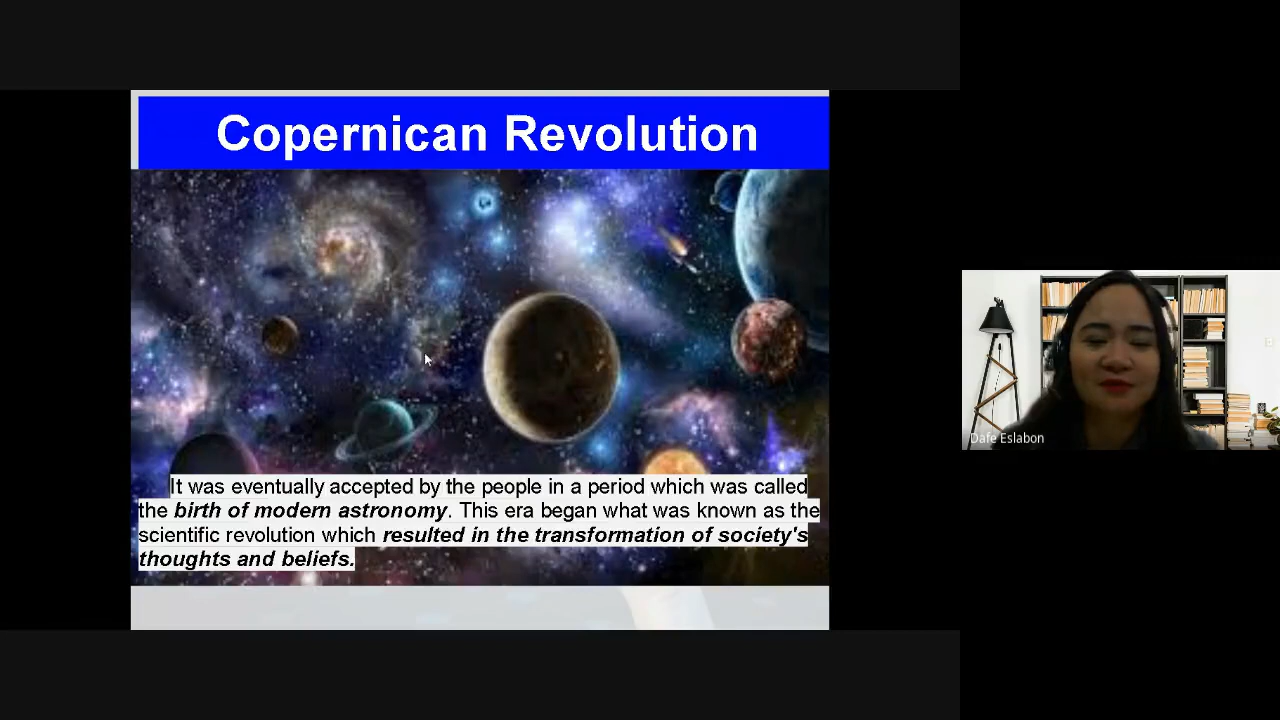 Copernican Revolution
It was eventually accepted by the people in a period which was called
the birth of modern astronomy. This era began what was known as the
scientific revolution which resulted in the transformation of society's
thoughts and beliefs.
Dafe Eslabon